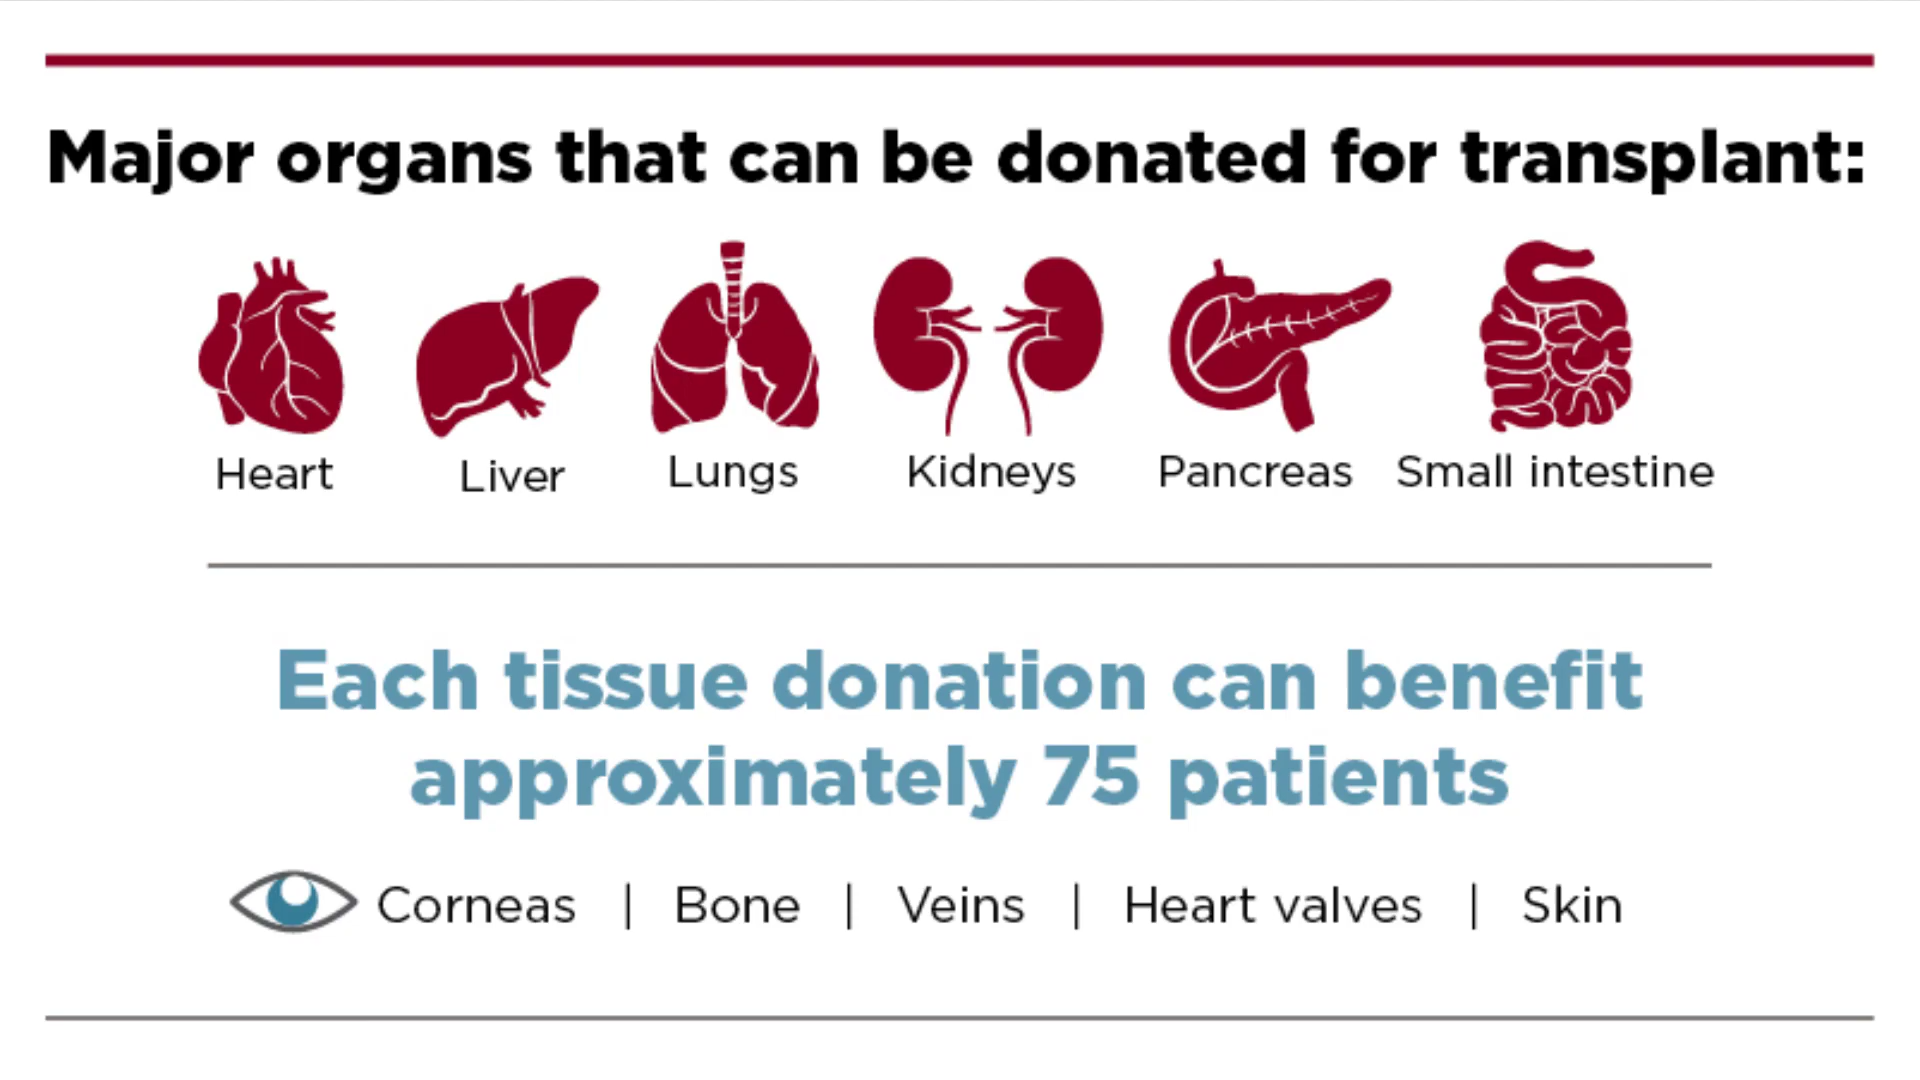 Major organs that can be donated for transplant:
Heart Liver Lungs Kidneys Pancreas Small intestine
Each tissue donation can benefit
approximately 75 patients
Corneas | Bone | Veins | Heart valves | Skin